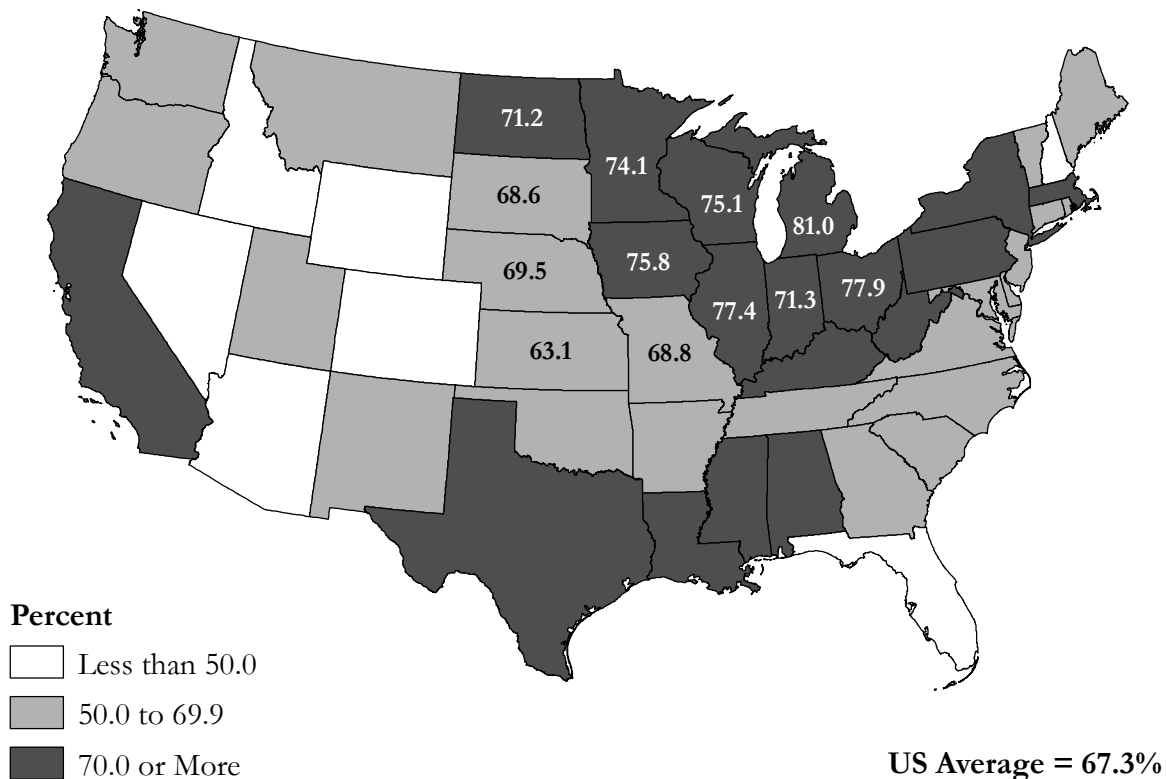 71.2
74.1
68.6
75.1
81.0
69.5
75.8
77.4
71.3
77.9
63.1
68.8
Percent
Less than 50.0
50.0 to 69.9
70.0 or More
US Average = 67.3%